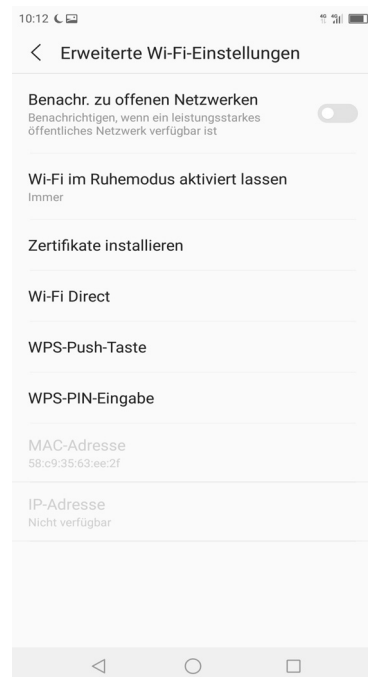 10:12
Erweiterte Wi-Fi-Einstellungen
Benachr. zu offenen Netzwerken
Benachrichtigen, wenn ein leistungsstarkes
öffentliches Netzwerk verfügbar ist
Wi-Fi im Ruhemodus aktiviert lassen
Immer
Zertifikate installieren
Wi-Fi Direct
WPS-Push-Taste
WPS-PIN-Eingabe
MAC-Adresse
58:c9:35:63:ee:2f
IP-Adresse
Nicht verfügbar